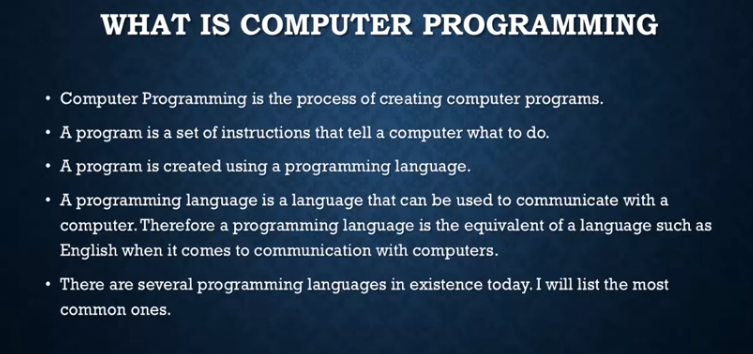 WHAT IS COMPUTER PROGRAMMING
• Computer Programming is the process of creating computer programs.
• A program is a set of instructions that tell a computer what to do.
• A program is created using a programming language.
• A programming language is a language that can be used to communicate with a
computer. Therefore a programming language is the equivalent of a language such as
English when it comes to communication with computers.
• There are several programming languages in existence today. I will list the most
common ones.